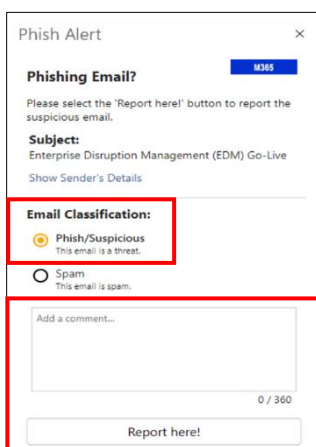 Phish Alert ×
Phishing Email?
M365
Please select the 'Report here!' button to report the
suspicious email.
Subject:
Enterprise Disruption Management (EDM) Go-Live
Show Sender's Details
Email Classification:
Phish/Suspicious
This email is a threat.
Spam
This email is spam.
Add a comment...
0 / 360
Report here!